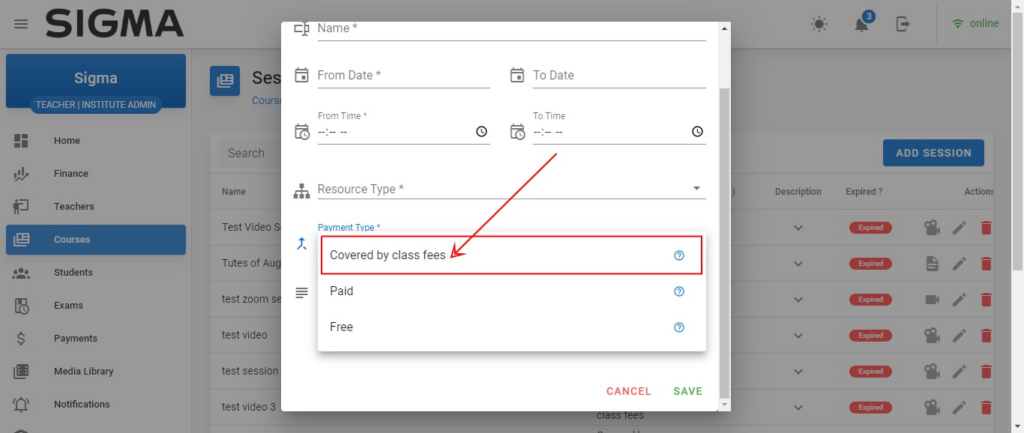 SIGMA
3
online
Sigma
TEACHER | INSTITUTE ADMIN
Home
Finance
Teachers
Courses
Students
Exams
Payments
Media Library
Notifications
Ses
Cours
Search
ADD SESSION
Name
)
Description
Expired ?
Actions
Test Video S
Expired
Tutes of Aug
Expired
test zoom se
Expired
test video
Expired
test session
Expired
test video 3
class fees
Expired
Name *
From Date *
To Date
From Time *
--:-- --
To Time
--:-- --
Resource Type *
Payment Type *
Covered by class fees
Paid
Free
CANCEL
SAVE